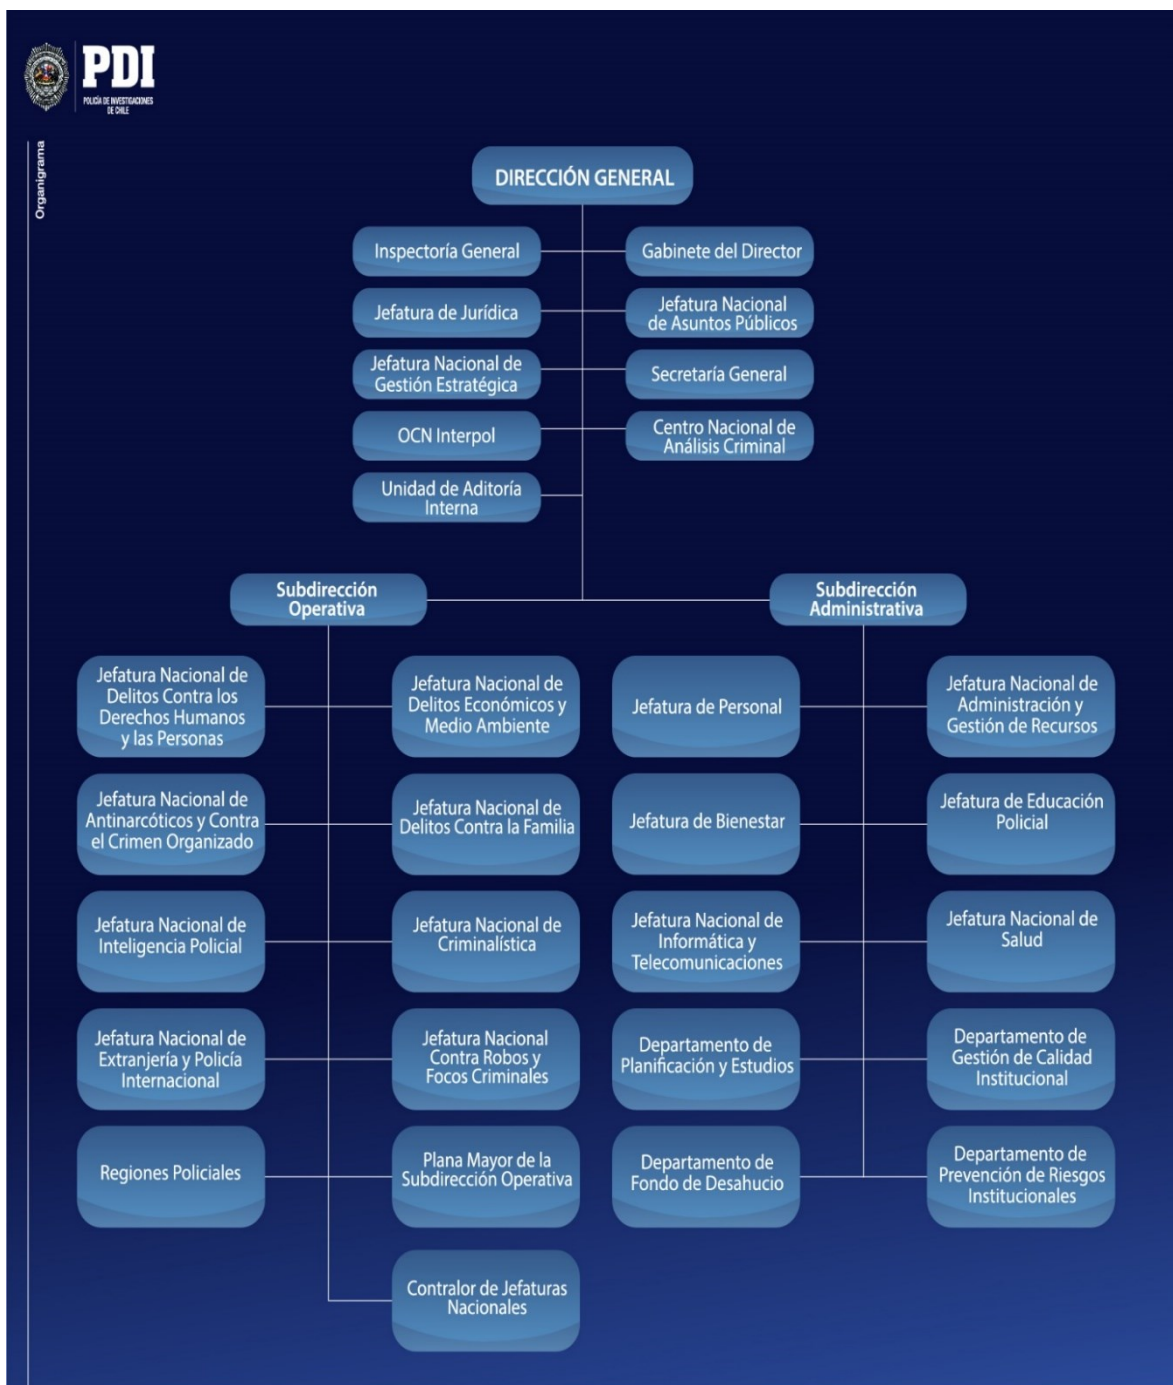 PDI
POLICÍA DE INVESTIGACIONES
DE CHILE
Organigrama
DIRECCIÓN GENERAL
Inspectoría General
Gabinete del Director
Jefatura de Jurídica
Jefatura Nacional
de Asuntos Públicos
Jefatura Nacional de
Gestión Estratégica
Secretaría General
OCN Interpol
Centro Nacional de
Análisis Criminal
Unidad de Aditoría
Interna
Subdirección
Operativa
Subdirección
Administrativa
Jefatura Nacional de
Delitos Contra los
Derechos Humanos
y las Personas
Jefatura Nacional de
Delitos Económicos y
Medio Ambiente
Jefatura de Personal
Jefatura Nacional de
Administración y
Gestión de Recursos
Jefatura Nacional de
Antinarcóticos y Contra
el Crimen Organizado
Jefatura Nacional de
Delitos Contra la Familia
Jefatura de Bienestar
Jefatura de Educación
Policial
Jefatura Nacional de
Inteligencia Policial
Jefatura Nacional de
Criminalística
Jefatura Nacional de
Informática y
Telecomunicaciones
Jefatura Nacional de
Salud
Jefatura Nacional de
Extranjería y Policía
Internacional
Jefatura Nacional
Contra Robos y
Focos Criminales
Departamento de
Planificación y Estudios
Departamento de
Gestión de Calidad
Institucional
Regiones Policiales
Plana Mayor de la
Subdirección Operativa
Departamento de
Fondo de Desahucio
Departamento de
Prevención de Riesgos
Institucionales
Contralor de Jefaturas
Nacionales